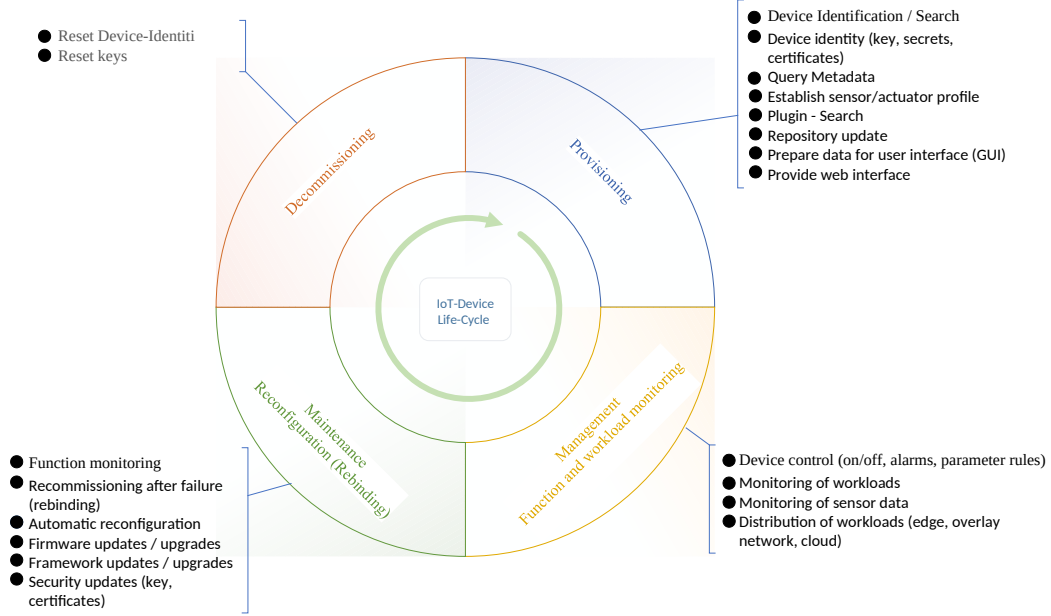 Reset Device-Identiti
Reset keys
Device Identification / Search
Device identity (key, secrets,
certificates)
Query Metadata
Establish sensor/actuator profile
Plugin - Search
Repository update
Prepare data for user interface (GUI)
Provide web interface
Decommissioning
Provisioning
IoT-Device
Life-Cycle
Maintenance
Reconfiguration (Rebinding)
Management
Function and workload monitoring
Function monitoring
Recommissioning after failure
(rebinding)
Automatic reconfiguration
Firmware updates / upgrades
Framework updates / upgrades
Security updates (key,
certificates)
Device control (on/off, alarms, parameter rules)
Monitoring of workloads
Monitoring of sensor data
Distribution of workloads (edge, overlay
network, cloud)